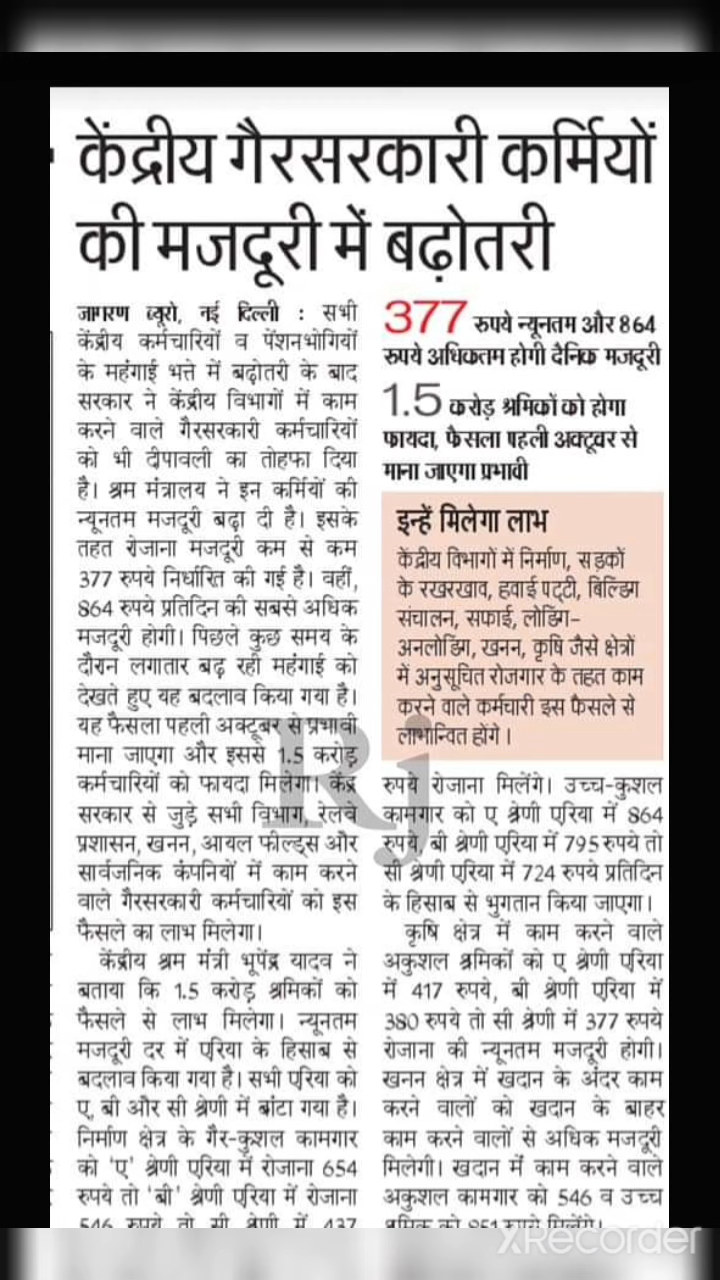 केंद्रीय गैरसरकारी कर्मियों
की मजदूरी में बढ़ोतरी
जागरण ब्यूरो, नई दिल्ली : सभी
केंद्रीय कर्मचारियों व पेंशनभोगियों
के महंगाई भत्ते में बढ़ोतरी के बाद
सरकार ने केंद्रीय विभागों में काम
करने वाले गैरसरकारी कर्मचारियों
को भी दीपावली का तोहफा दिया
है। श्रम मंत्रालय ने इन कर्मियों की
न्यूनतम मजदूरी बढ़ा दी है। इसके
तहत रोजाना मजदूरी कम से कम
377 रुपये निर्धारित की गई है। वहीं,
864 रुपये प्रतिदिन की सबसे अधिक
मजदूरी होगी। पिछले कुछ समय के
दौरान लगातार बढ़ रही महंगाई को
देखते हुए यह बदलाव किया गया है।
यह फैसला पहली अक्टूबर से प्रभावी
माना जाएगा और इससे 1.5 करोड़
कर्मचारियों को फायदा मिलेगा। केंद्र
सरकार से जुड़े सभी विभाग, रेलवे
प्रशासन, खनन, आयल फील्ड्स और
सार्वजनिक कंपनियों में काम करने
वाले गैरसरकारी कर्मचारियों को इस
फैसले का लाभ मिलेगा।
केंद्रीय श्रम मंत्री भूपेंद्र यादव ने
बताया कि 1.5 करोड़ श्रमिकों को
फैसले से लाभ मिलेगा। न्यूनतम
मजदूरी दर में एरिया के हिसाब से
बदलाव किया गया है। सभी एरिया को
ए, बी और सी श्रेणी में बांटा गया है।
निर्माण क्षेत्र के गैर-कुशल कामगार
को 'ए' श्रेणी एरिया में रोजाना 654
रुपये तो 'बी' श्रेणी एरिया में रोजाना
546 रुपये तो सी श्रेणी में 437
377 रुपये न्यूनतम और 864
रुपये अधिकतम होगी दैनिक मजदूरी
1.5 करोड़ श्रमिकों को होगा
फायदा, फैसला पहली अक्टूबर से
माना जाएगा प्रभावी
इन्हें मिलेगा लाभ
केंद्रीय विभागों में निर्माण, सड़कों
के रखरखाव, हवाई पट्टी, बिल्डिंग
संचालन, सफाई, लोडिंग-
अनलोडिंग, खनन, कृषि जैसे क्षेत्रों
में अनुसूचित रोजगार के तहत काम
करने वाले कर्मचारी इस फैसले से
लाभान्वित होंगे।
रुपये रोजाना मिलेंगे। उच्च-कुशल
कामगार को ए श्रेणी एरिया में 864
रुपये, बी श्रेणी एरिया में 795 रुपये तो
सी श्रेणी एरिया में 724 रुपये प्रतिदिन
के हिसाब से भुगतान किया जाएगा।
कृषि क्षेत्र में काम करने वाले
अकुशल श्रमिकों को ए श्रेणी एरिया
में 417 रुपये, बी श्रेणी एरिया में
380 रुपये तो सी श्रेणी में 377 रुपये
रोजाना की न्यूनतम मजदूरी होगी।
खनन क्षेत्र में खदान के अंदर काम
करने वालों को खदान के बाहर
काम करने वालों से अधिक मजदूरी
मिलेगी। खदान में काम करने वाले
अकुशल कामगार को 546 व उच्च
श्रमिक को 851 रुपये मिलेंगे।
Rj
XRecorder